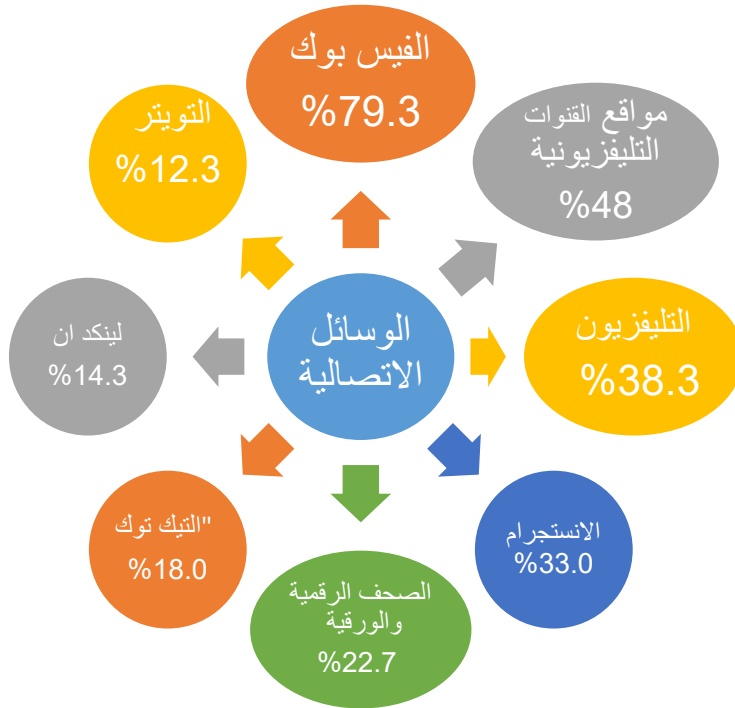 الفيس بوك
%79.3
مواقع القنوات
التليفزيونية
%48
التليفزيون
%38.3
الانستجرام
%33.0
الصحف الرقمية
والورقية
%22.7
"التيك توك
%18.0
لينكد ان
%14.3
التويتر
%12.3
الوسائل
الاتصالية